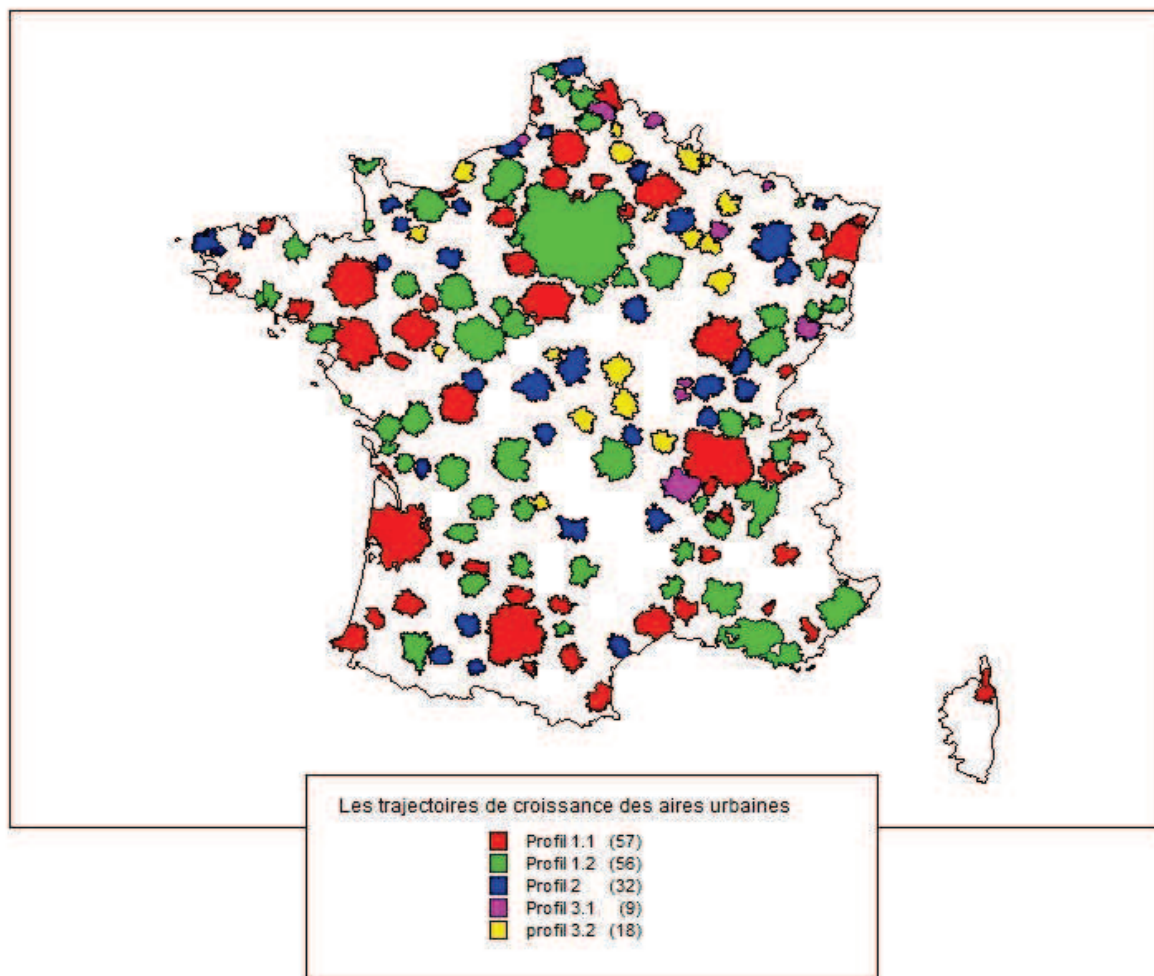 Les trajectoires de croissance des aires urbaines
Profil 1.1 (57)
Profil 1.2 (56)
Profil 2 (32)
Profil 3.1 (9)
profil 3.2 (18)